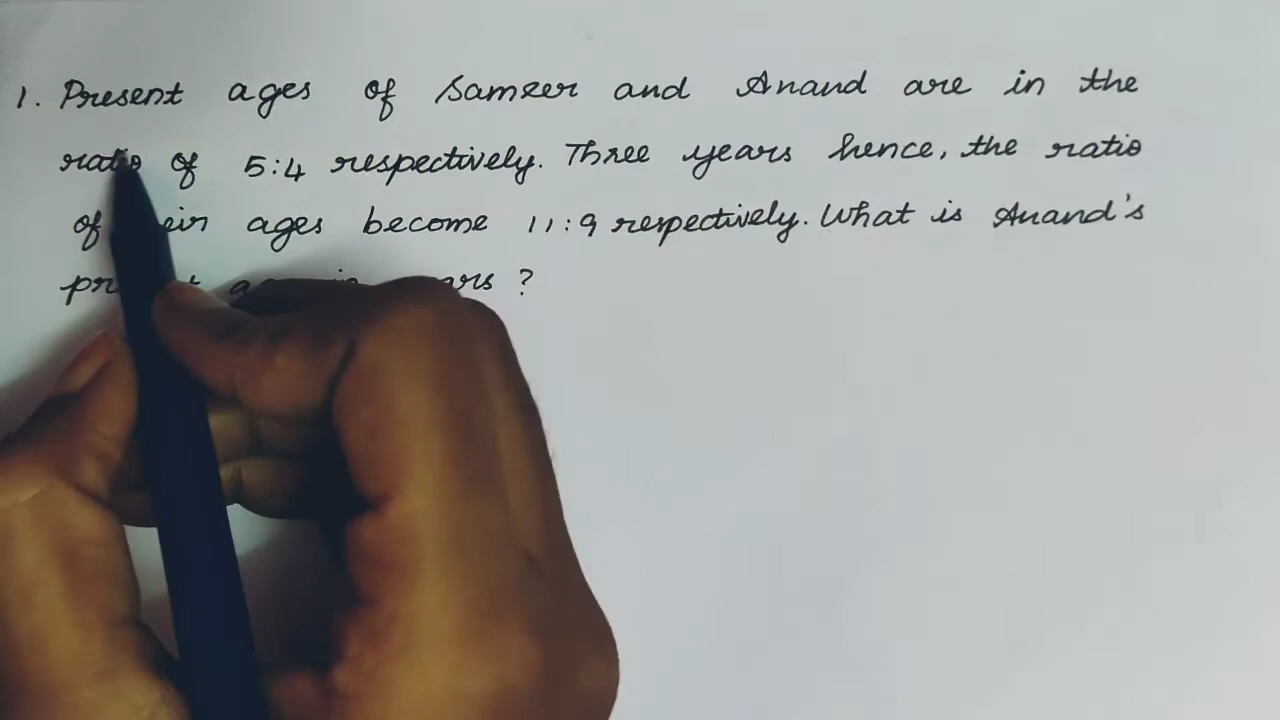 1. Present ages of Sameer and Anand are in the
ratio of 5:4 respectively. Three years hence, the ratio
of ages become 11:9 respectively. What is Anand's
?